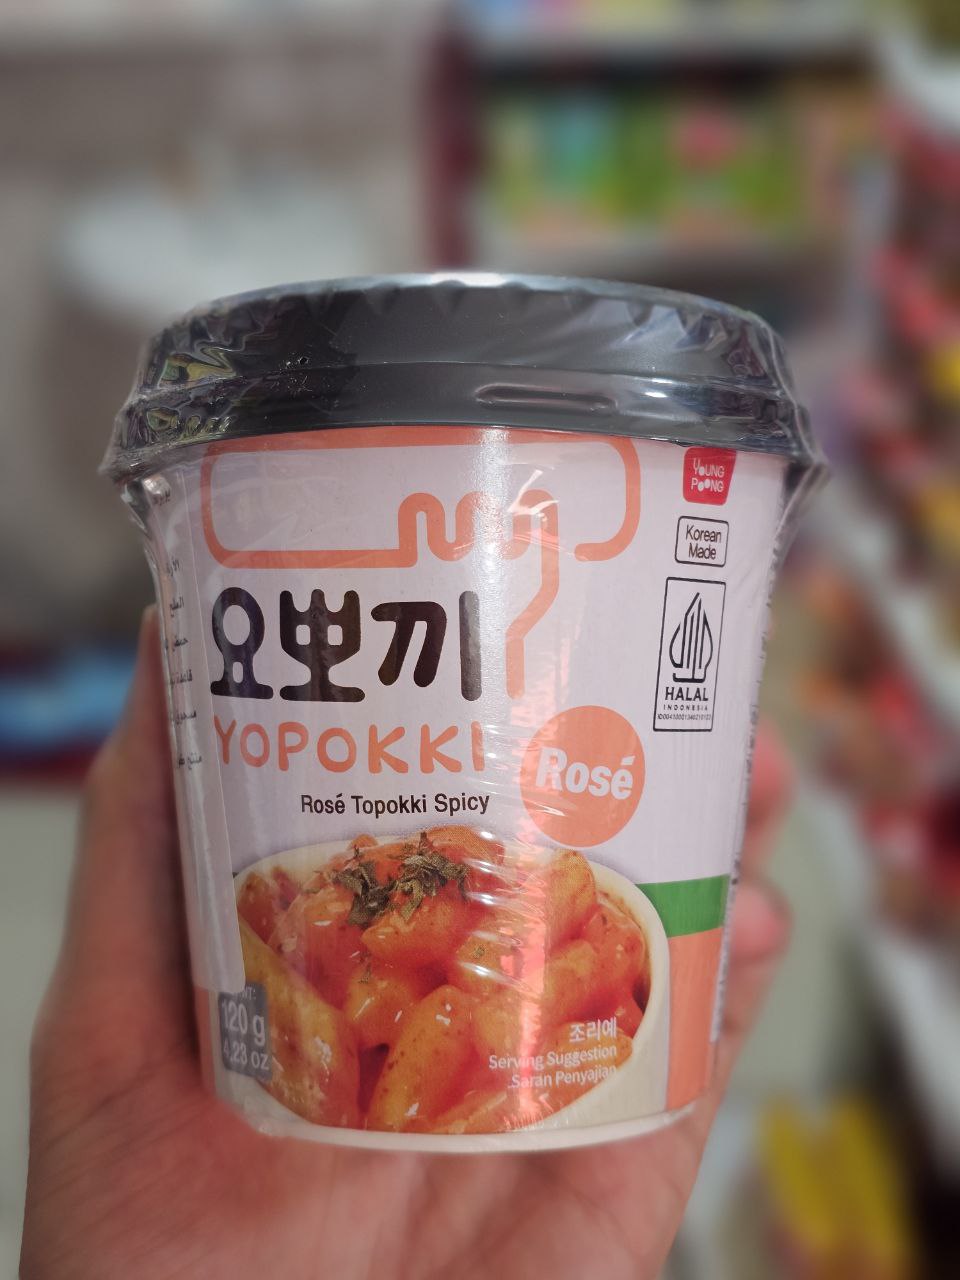 YOUNG
POONG
Korean
Made
요뽀끼
YOPOKKI
Rosé
Rosé Topokki Spicy
HALAL
INDONESIA
120 g
4.23 OZ
조리예
Serving Suggestion
Saran Penyajian